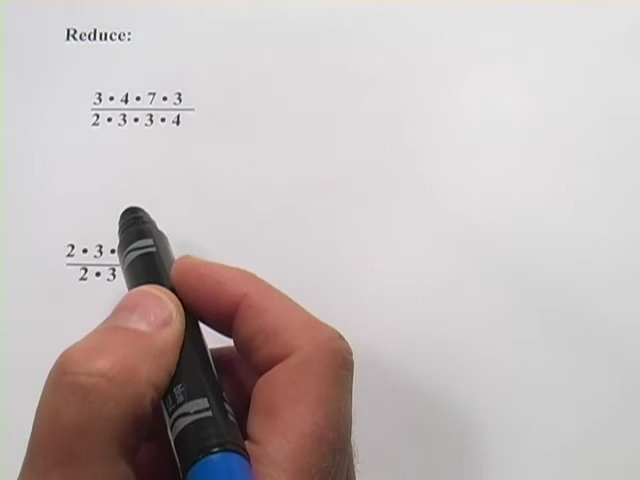 Reduce:
3 • 4 • 7 • 3
2 • 3 • 3 • 4
2 • 3 •
2 • 3